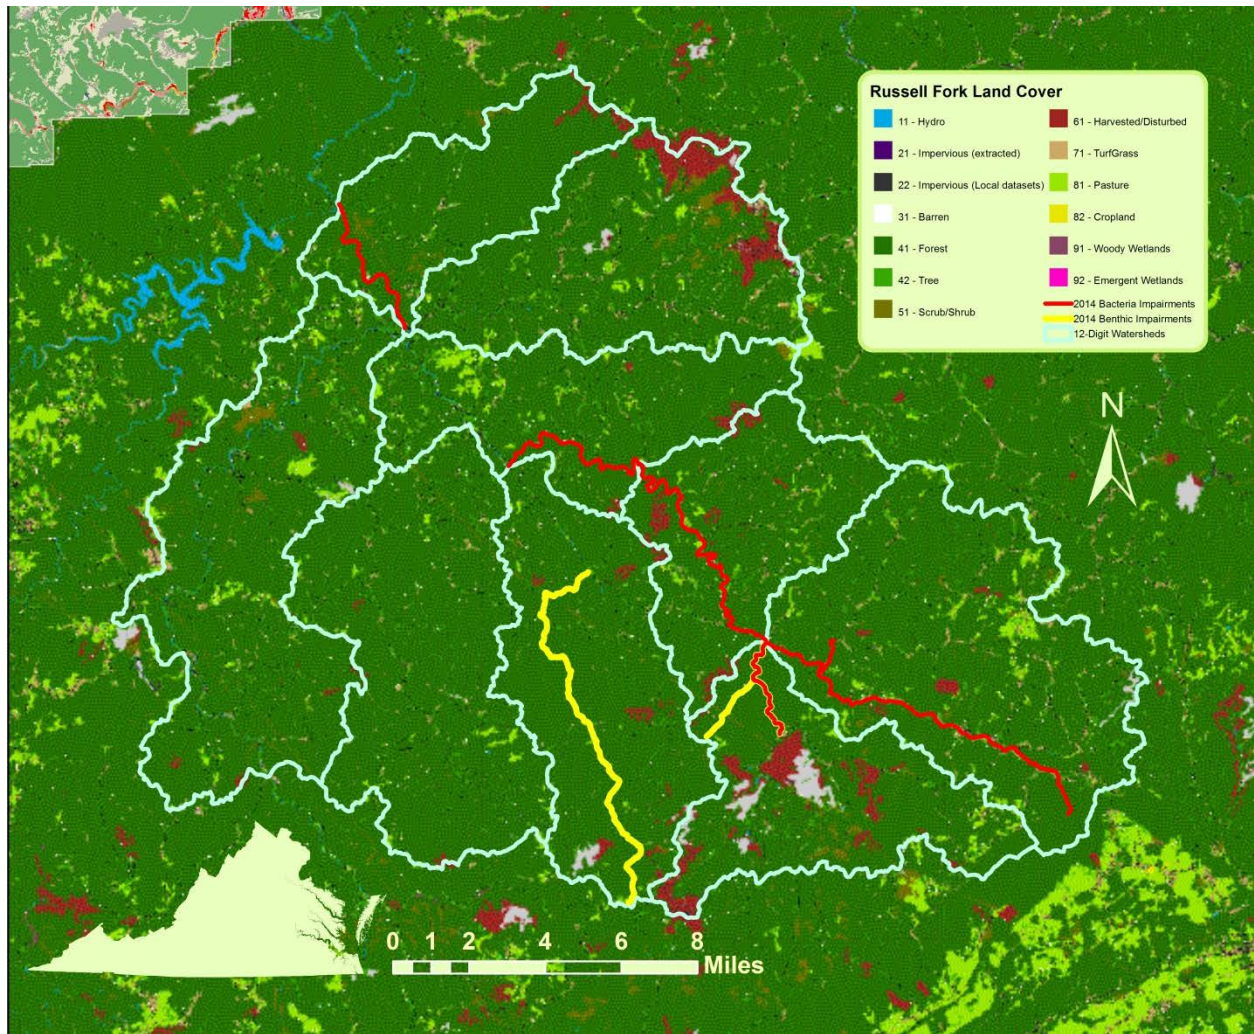 Russell Fork Land Cover
11 - Hydro
21 - Impervious (extracted)
22 - Impervious (Local datasets)
31 - Barren
41 - Forest
42 - Tree
51 - Scrub/Shrub
61 - Harvested/Disturbed
71 - TurfGrass
81 - Pasture
82 - Cropland
91 - Woody Wetlands
92 - Emergent Wetlands
2014 Bacteria Impairments
2014 Benthic Impairments
12-Digit Watersheds
N
0 1 2 4 6 8
Miles